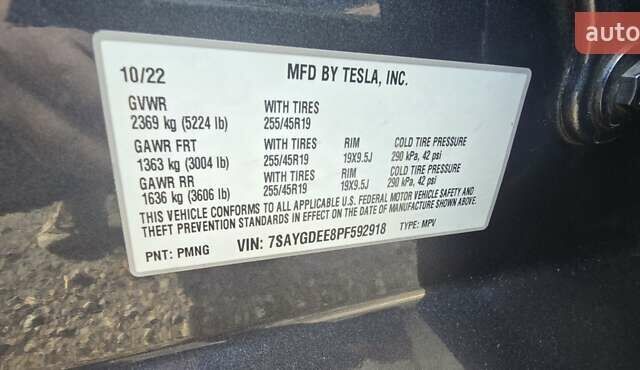 auto
10/22 MFD BY TESLA, INC.
GVWR WITH TIRES
2369 kg (5224 lb) 255/45R19
GAWR FRT WITH TIRES RIM COLD TIRE PRESSURE
1363 kg (3004 lb) 255/45R19 19X9.5J 290 kPa, 42 psi
GAWR RR WITH TIRES RIM COLD TIRE PRESSURE
1636 kg (3606 lb) 255/45R19 19X9.5J 290 kPa, 42 psi
THIS VEHICLE CONFORMS TO ALL APPLICABLE U.S. FEDERAL MOTOR VEHICLE SAFETY AND
THEFT PREVENTION STANDARDS IN EFFECT ON THE DATE OF MANUFACTURE SHOWN ABOVE.
PNT: PMNG VIN: 7SAYGDEE8PF592918 TYPE: MPV